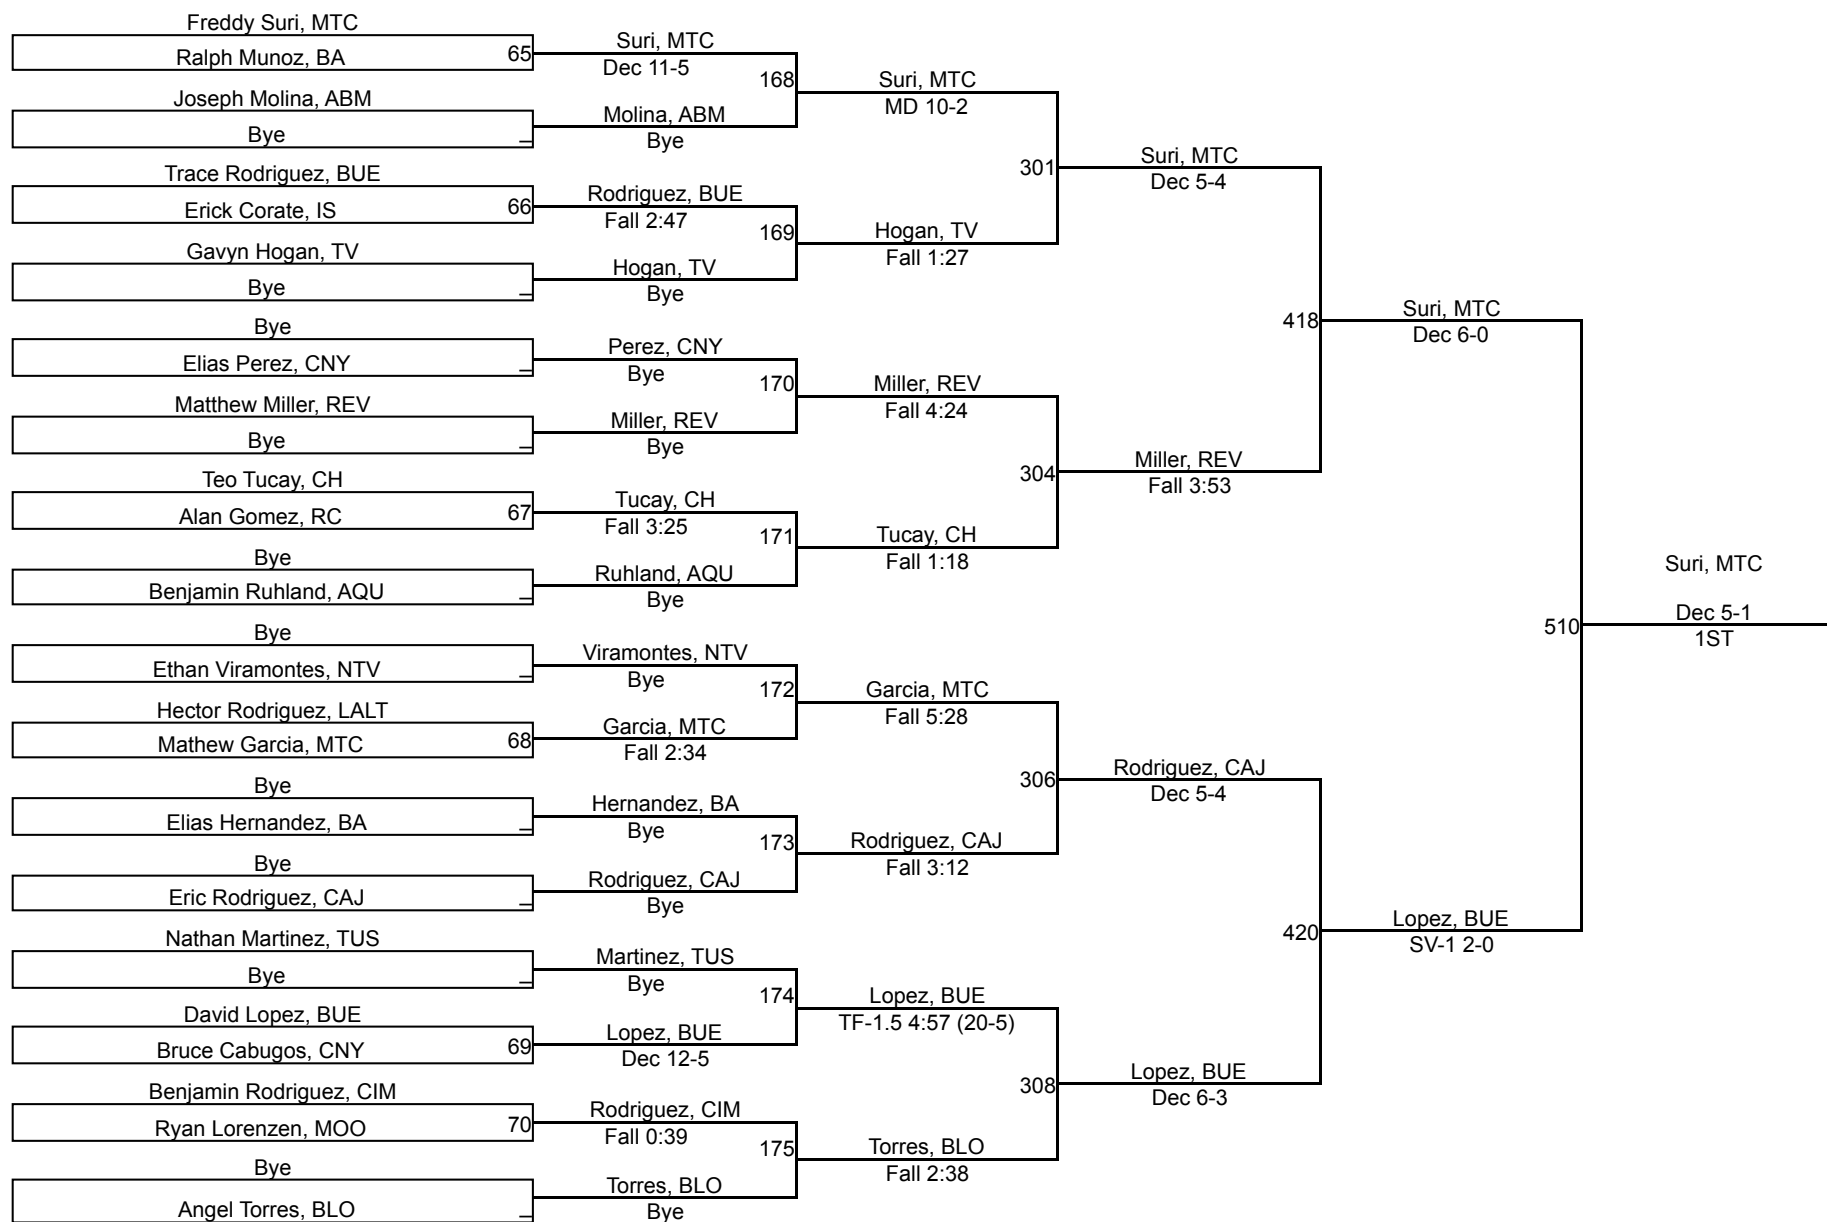 Freddy Suri, MTC
Ralph Munoz, BA
65
Joseph Molina, ABM
Bye
_
Trace Rodriguez, BUE
Erick Corate, IS
66
Gavyn Hogan, TV
Bye
_
Bye
Elias Perez, CNY
_
Matthew Miller, REV
Bye
_
Teo Tucay, CH
Alan Gomez, RC
67
Bye
Benjamin Ruhland, AQU
_
Bye
Ethan Viramontes, NTV
_
Hector Rodriguez, LALT
Mathew Garcia, MTC
68
Bye
Elias Hernandez, BA
_
Bye
Eric Rodriguez, CAJ
_
Nathan Martinez, TUS
Bye
_
David Lopez, BUE
Bruce Cabugos, CNY
69
Benjamin Rodriguez, CIM
Ryan Lorenzen, MOO
70
Bye
Angel Torres, BLO
_
Suri, MTC
Dec 11-5
168
Molina, ABM
Bye
Rodriguez, BUE
Fall 2:47
169
Hogan, TV
Bye
Perez, CNY
Bye
170
Miller, REV
Bye
Tucay, CH
Fall 3:25
171
Ruhland, AQU
Bye
Viramontes, NTV
Bye
172
Garcia, MTC
Fall 2:34
Hernandez, BA
Bye
173
Rodriguez, CAJ
Bye
Martinez, TUS
Bye
174
Lopez, BUE
Dec 12-5
Rodriguez, CIM
Fall 0:39
175
Torres, BLO
Bye
Suri, MTC
MD 10-2
301
Hogan, TV
Fall 1:27
Miller, REV
Fall 4:24
304
Tucay, CH
Fall 1:18
Garcia, MTC
Fall 5:28
306
Rodriguez, CAJ
Fall 3:12
Lopez, BUE
TF-1.5 4:57 (20-5)
308
Torres, BLO
Fall 2:38
Suri, MTC
Dec 5-4
418
Miller, REV
Fall 3:53
Rodriguez, CAJ
Dec 5-4
420
Lopez, BUE
Dec 6-3
Suri, MTC
Dec 6-0
510
Lopez, BUE
SV-1 2-0
Suri, MTC
Dec 5-1
1ST